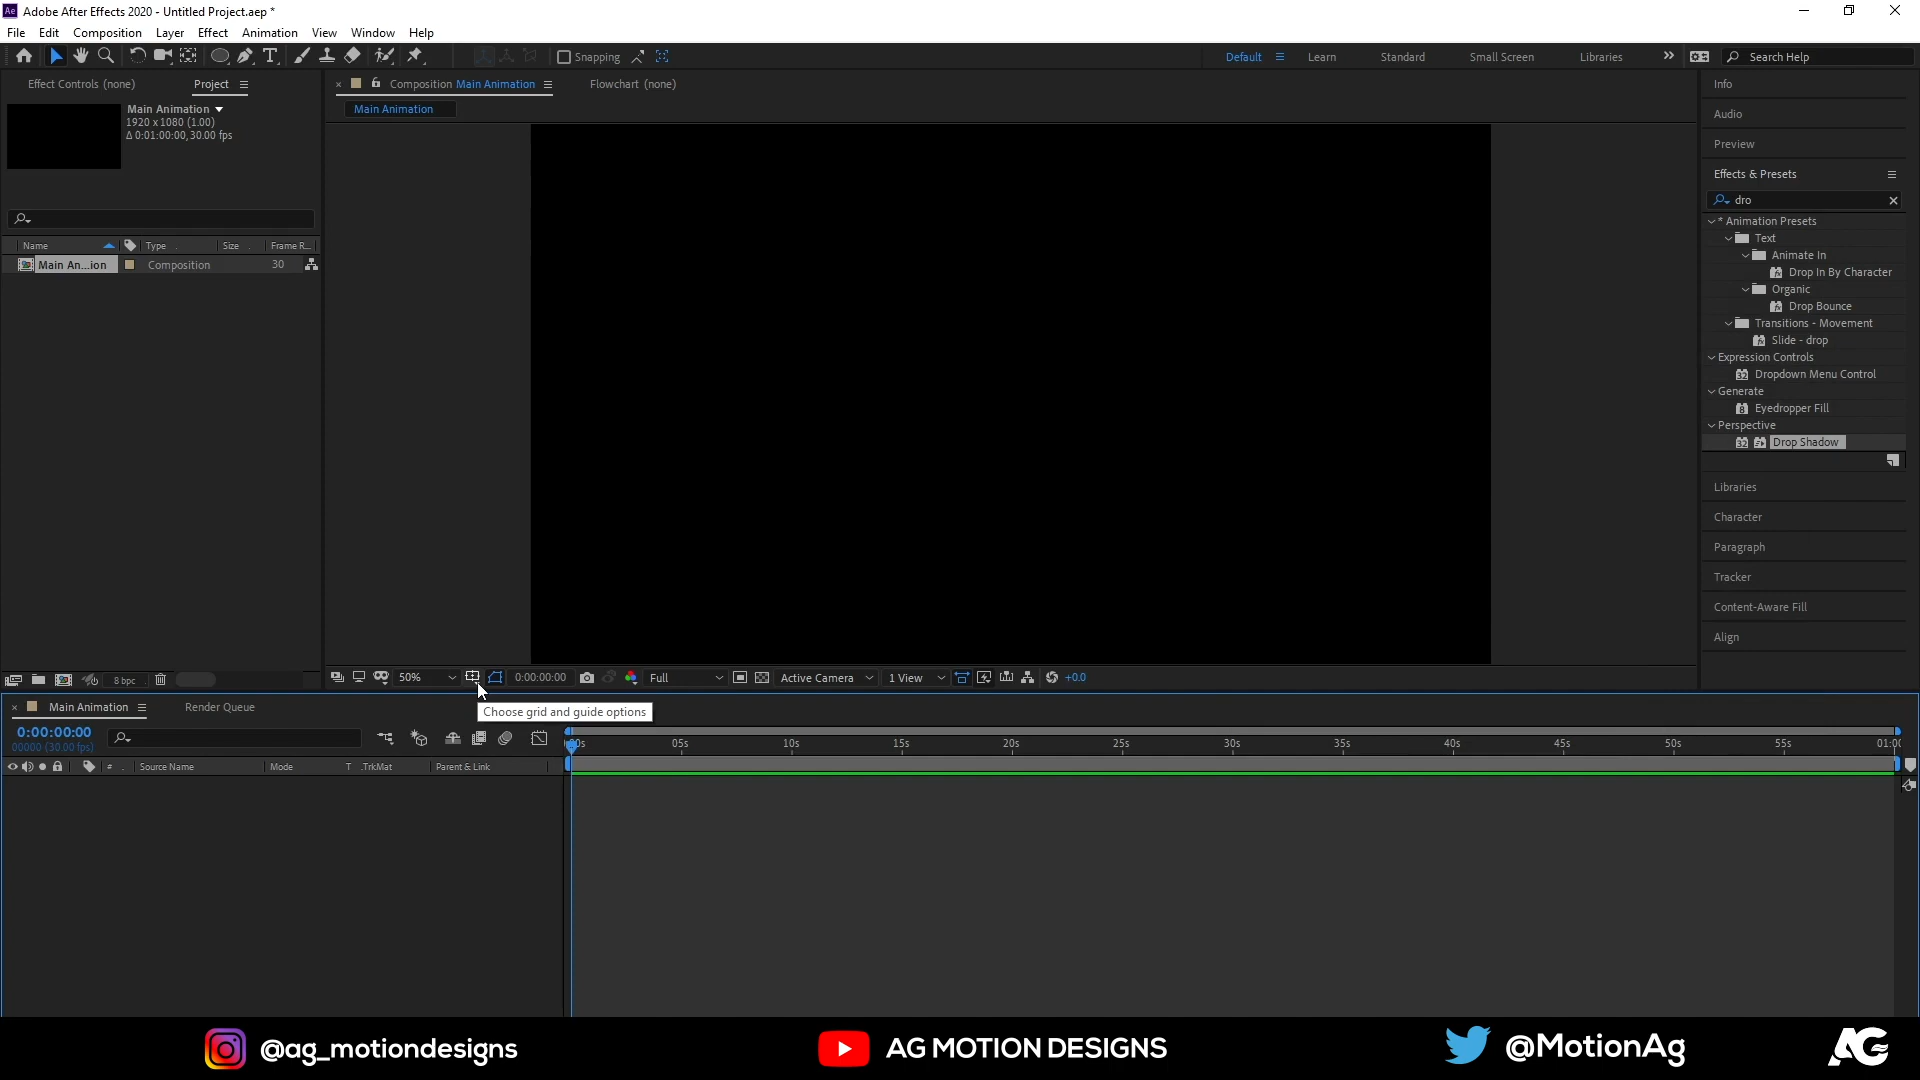 Ae Adobe After Effects 2020 - Untitled Project.aep *
File Edit Composition Layer Effect Animation View Window Help
Snapping Default Learn Standard Small Screen Libraries Search Help
Effect Controls (none) Project Composition Main Animation Flowchart (none) Info
Main Animation
1920 x 1080 (1.00)
Δ 0:01:00:00, 30.00 fps
Main Animation
Audio
Preview
Effects & Presets
dro
* Animation Presets
Text
Animate In
Drop In By Character
Organic
Drop Bounce
Transitions - Movement
Slide - drop
Expression Controls
Dropdown Menu Control
Generate
Eyedropper Fill
Perspective
Drop Shadow
Libraries
Character
Paragraph
Tracker
Content-Aware Fill
Align
Name Type Size Frame R...
Main An...ion Composition 30
8 bpc
50% 0:00:00:00 Full Active Camera 1 View +0.0
Choose grid and guide options
Main Animation Render Queue
0:00:00:00
00000 (30.00 fps)
00s 05s 10s 15s 20s 25s 30s 35s 40s 45s 50s 55s 01:00
# Source Name Mode T .TrkMat Parent & Link
@ag_motiondesigns AG MOTION DESIGNS @MotionAg AG